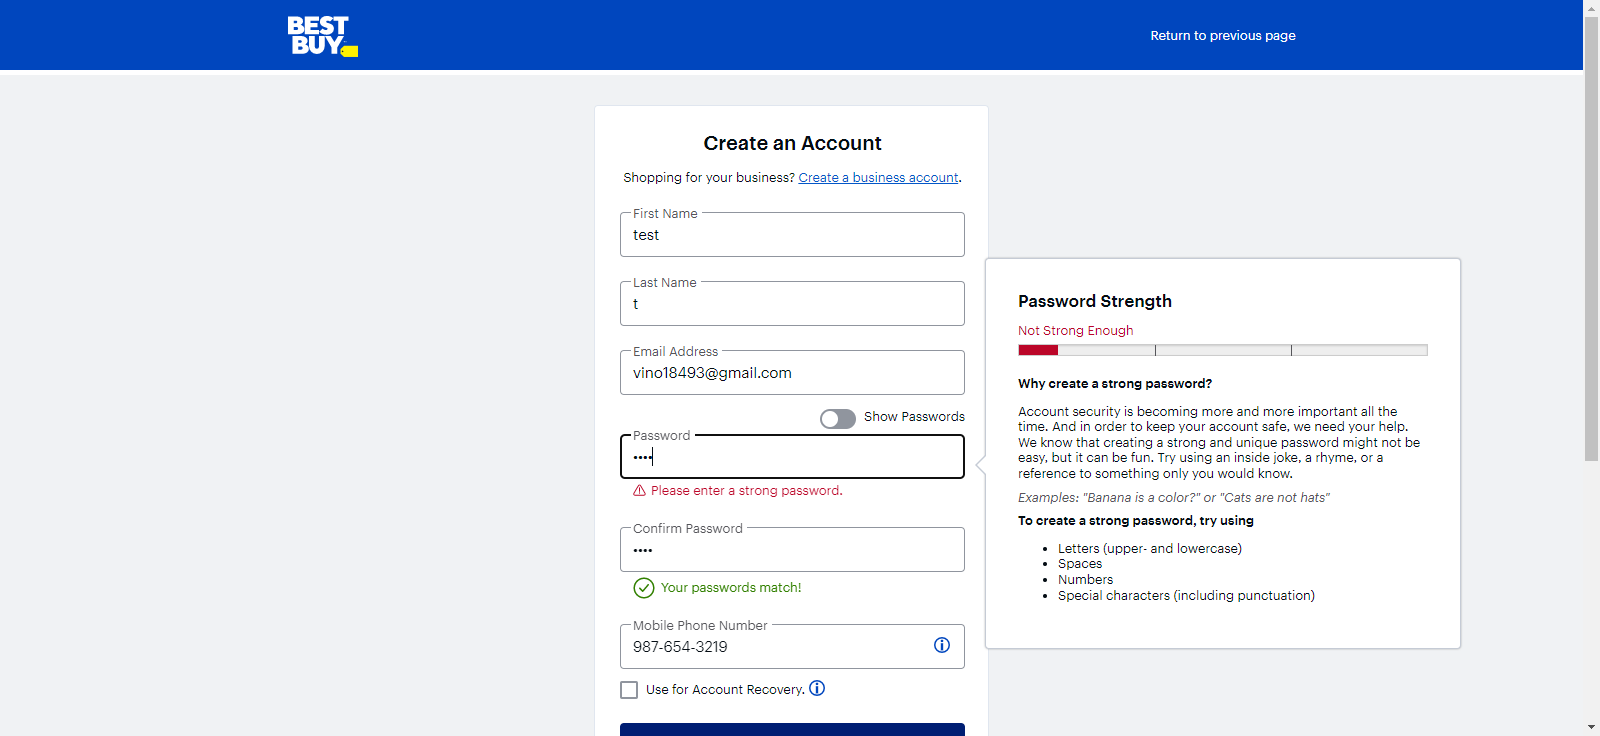 BEST
BUY
Return to previous page
Create an Account
Shopping for your business? Create a business account.
First Name
test
Last Name
t
Email Address
vino18493@gmail.com
Show Passwords
Password
••••
Please enter a strong password.
Confirm Password
••••
Your passwords match!
Mobile Phone Number
987-654-3219
Use for Account Recovery.
Password Strength
Not Strong Enough
Why create a strong password?
Account security is becoming more and more important all the
time. And in order to keep your account safe, we need your help.
We know that creating a strong and unique password might not be
easy, but it can be fun. Try using an inside joke, a rhyme, or a
reference to something only you would know.
Examples: "Banana is a color?" or "Cats are not hats"
To create a strong password, try using
• Letters (upper- and lowercase)
• Spaces
• Numbers
• Special characters (including punctuation)